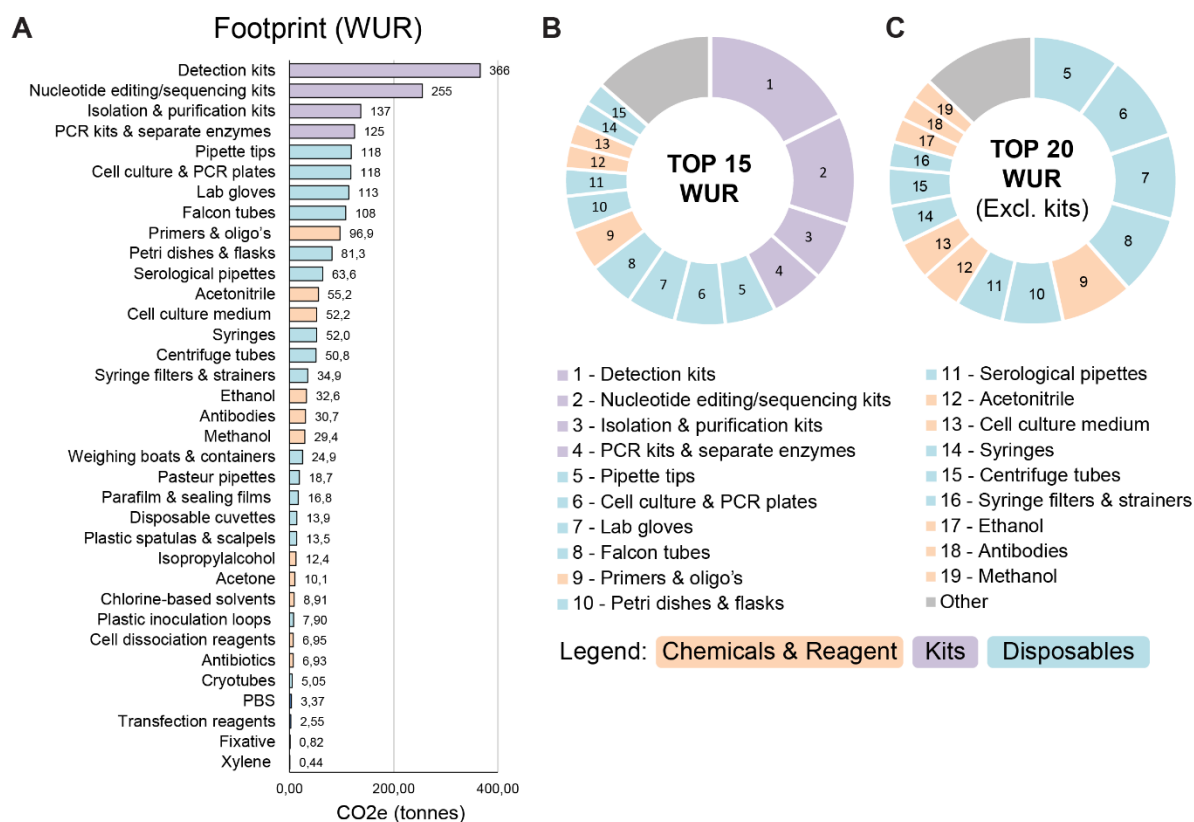 A
Footprint (WUR)
Detection kits 366
Nucleotide editing/sequencing kits 255
Isolation & purification kits 137
PCR kits & separate enzymes 125
Pipette tips 118
Cell culture & PCR plates 118
Lab gloves 113
Falcon tubes 108
Primers & oligo's 96,9
Petri dishes & flasks 81,3
Serological pipettes 63,6
Acetonitrile 55,2
Cell culture medium 52,2
Syringes 52,0
Centrifuge tubes 50,8
Syringe filters & strainers 34,9
Ethanol 32,6
Antibodies 30,7
Methanol 29,4
Weighing boats & containers 24,9
Pasteur pipettes 18,7
Parafilm & sealing films 16,8
Disposable cuvettes 13,9
Plastic spatulas & scalpels 13,5
Isopropylalcohol 12,4
Acetone 10,1
Chlorine-based solvents 8,91
Plastic inoculation loops 7,90
Cell dissociation reagents 6,95
Antibiotics 6,93
Cryotubes 5,05
PBS 3,37
Transfection reagents 2,55
Fixative 0,82
Xylene 0,44
0,00 200,00 400,00
CO2e (tonnes)
B
1
2
3
4
5
6
7
8
9
10
11
12
13
14
15
TOP 15
WUR
C
5
6
7
8
9
10
11
12
13
14
15
16
17
18
19
TOP 20
WUR
(Excl. kits)
1 - Detection kits
2 - Nucleotide editing/sequencing kits
3 - Isolation & purification kits
4 - PCR kits & separate enzymes
5 - Pipette tips
6 - Cell culture & PCR plates
7 - Lab gloves
8 - Falcon tubes
9 - Primers & oligo's
10 - Petri dishes & flasks
11 - Serological pipettes
12 - Acetonitrile
13 - Cell culture medium
14 - Syringes
15 - Centrifuge tubes
16 - Syringe filters & strainers
17 - Ethanol
18 - Antibodies
19 - Methanol
Other
Legend: Chemicals & Reagent Kits Disposables